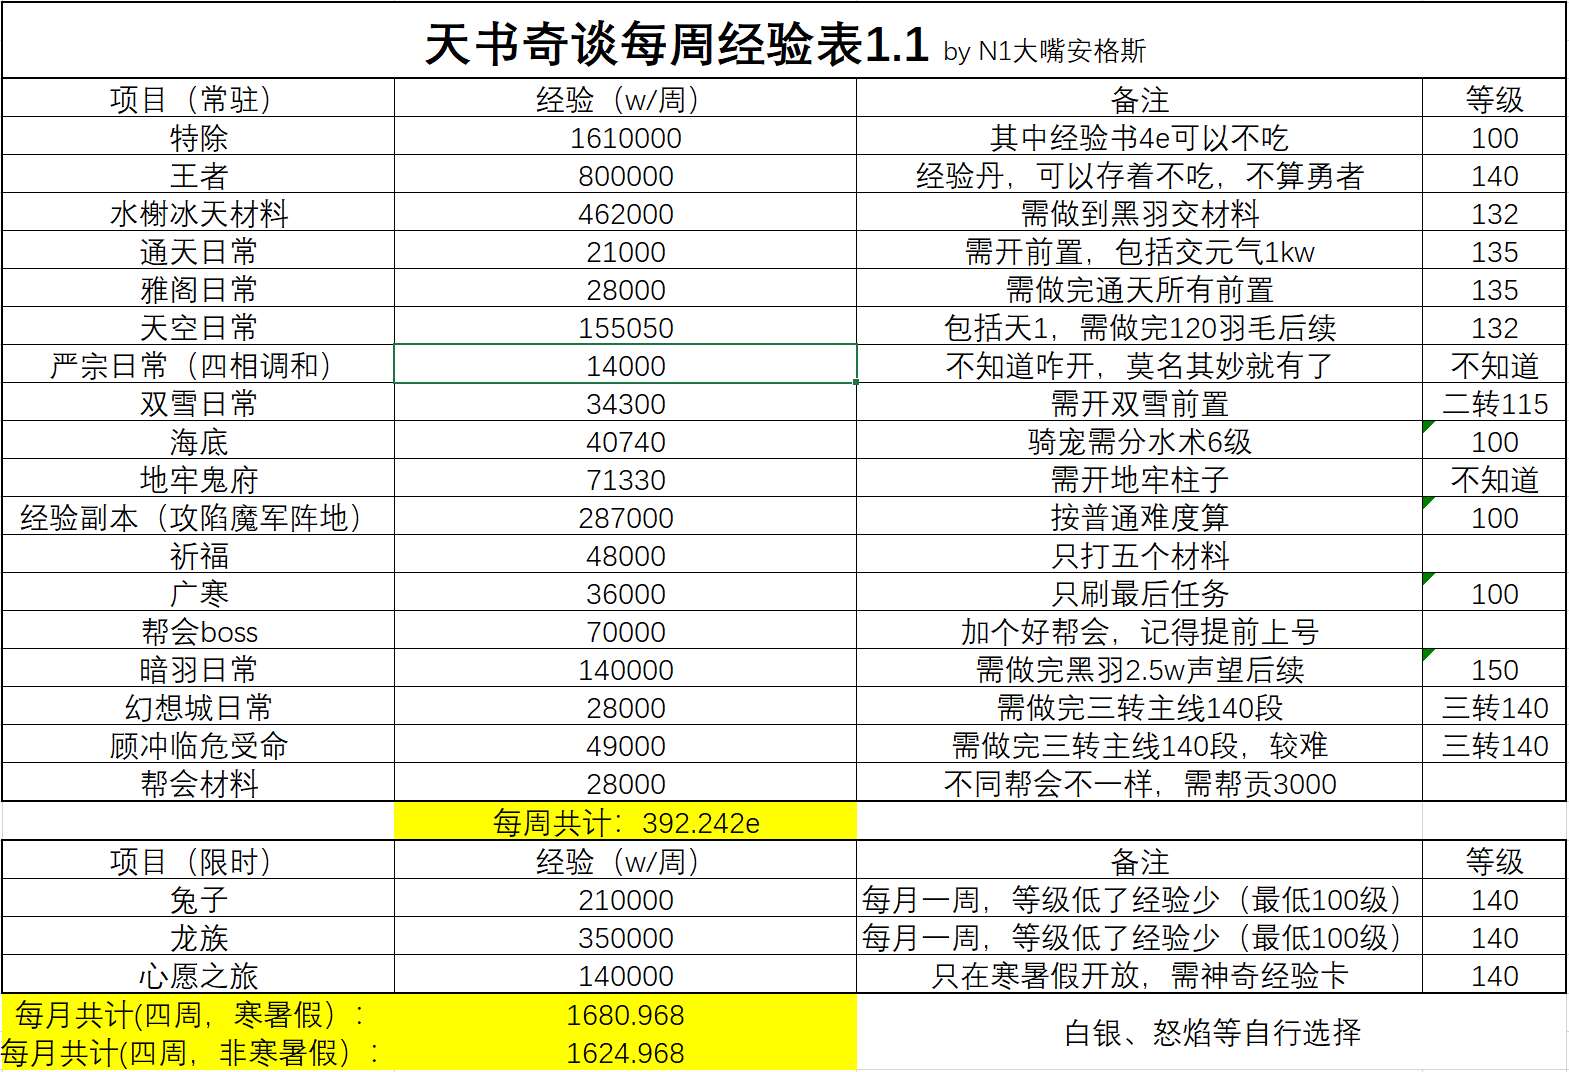 天书奇谈每周经验表1.1 by N1大嘴安格斯
项目（常驻） 经验（w/周） 备注 等级
特除 1610000 其中经验书4e可以不吃 100
王者 800000 经验丹，可以存着不吃，不算勇者 140
水榭冰天材料 462000 需做到黑羽交材料 132
通天日常 21000 需开前置，包括交元气1kw 135
雅阁日常 28000 需做完通天所有前置 135
天空日常 155050 包括天1，需做完120羽毛后续 132
严宗日常（四相调和） 14000 不知道咋开，莫名其妙就有了 不知道
双雪日常 34300 需开双雪前置 二转115
海底 40740 骑宠需分水术6级 100
地牢鬼府 71330 需开地牢柱子 不知道
经验副本（攻陷魔军阵地） 287000 按普通难度算 100
祈福 48000 只打五个材料
广寒 36000 只刷最后任务 100
帮会boss 70000 加个好帮会，记得提前上号
暗羽日常 140000 需做完黑羽2.5w声望后续 150
幻想城日常 28000 需做完三转主线140段 三转140
顾冲临危受命 49000 需做完三转主线140段，较难 三转140
帮会材料 28000 不同帮会不一样，需帮贡3000
每周共计：392.242e
项目（限时） 经验（w/周） 备注 等级
兔子 210000 每月一周，等级低了经验少（最低100级） 140
龙族 350000 每月一周，等级低了经验少（最低100级） 140
心愿之旅 140000 只在寒暑假开放，需神奇经验卡 140
每月共计(四周，寒暑假）： 1680.968
每月共计(四周，非寒暑假）： 1624.968
白银、怒焰等自行选择